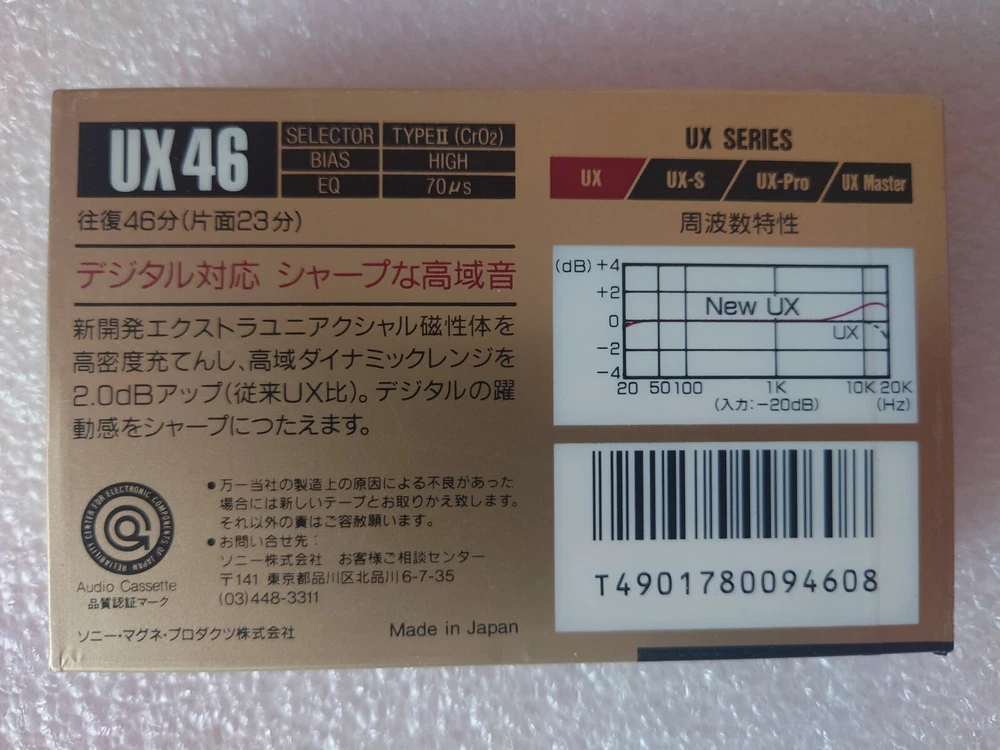 UX46
SELECTOR TYPEⅡ (CrO2)
BIAS HIGH
EQ 70μs
往復46分(片面23分)
デジタル対応 シャープな高域音
新開発エクストラユニアクシャル磁性体を
高密度充てんし、高域ダイナミックレンジを
2.0dBアップ(従来UX比)。デジタルの躍
動感をシャープにつたえます。
RELIABILITY CENTER FOR ELECTRONIC COMPONENTS OF JAPAN
Audio Cassette
品質認証マーク
●万一当社の製造上の原因による不良があった
場合には新しいテープとお取りかえ致します。
それ以外の責はご容赦願います。
●お問い合せ先：
ソニー株式会社 お客様ご相談センター
〒141 東京都品川区北品川6-7-35
(03)448-3311
ソニー・マグネ・プロダクツ株式会社
Made in Japan
UX SERIES
UX UX-S UX-Pro UX Master
周波数特性
(dB) +4
+2
0
−2
−4
New UX
UX
20 50 100 1K 10K 20K
(入力:−20dB) (Hz)
T4901780094608